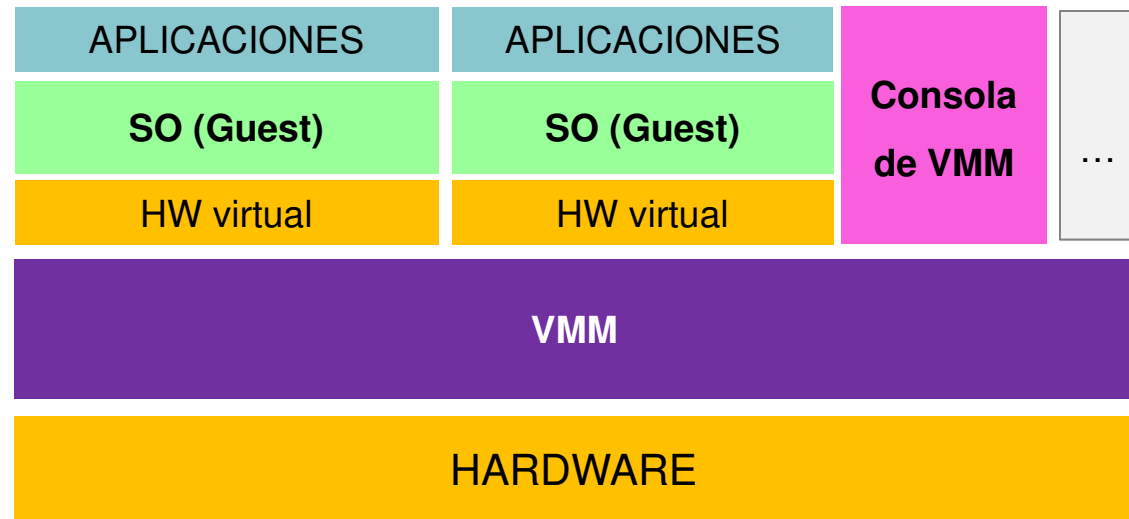 APLICACIONES
SO (Guest)
HW virtual
APLICACIONES
SO (Guest)
HW virtual
Consola
de VMM
...
VMM
HARDWARE